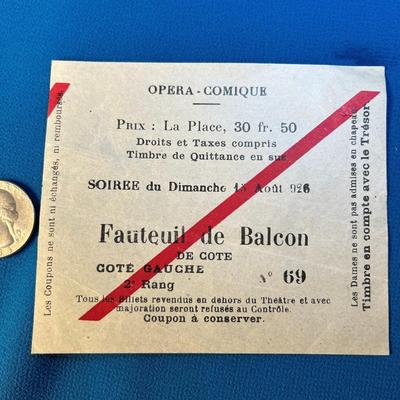 OPERA-COMIQUE
PRIX : La Place, 30 fr. 50
Droits et Taxes compris
Timbre de Quittance en sus
SOIREE du Dimanche 15 Août 926
Fauteuil de Balcon
DE COTE
COTÉ GAUCHE
N° 69
2e Rang
Tous les Billets revendus en dehors du Théâtre et avec
majoration seront refusés au Contrôle.
Coupon à conserver.
Les Coupons ne sont ni échangés, ni remboursés
Les Dames ne sont pas admises en chapeau
Timbre en compte avec le Trésor